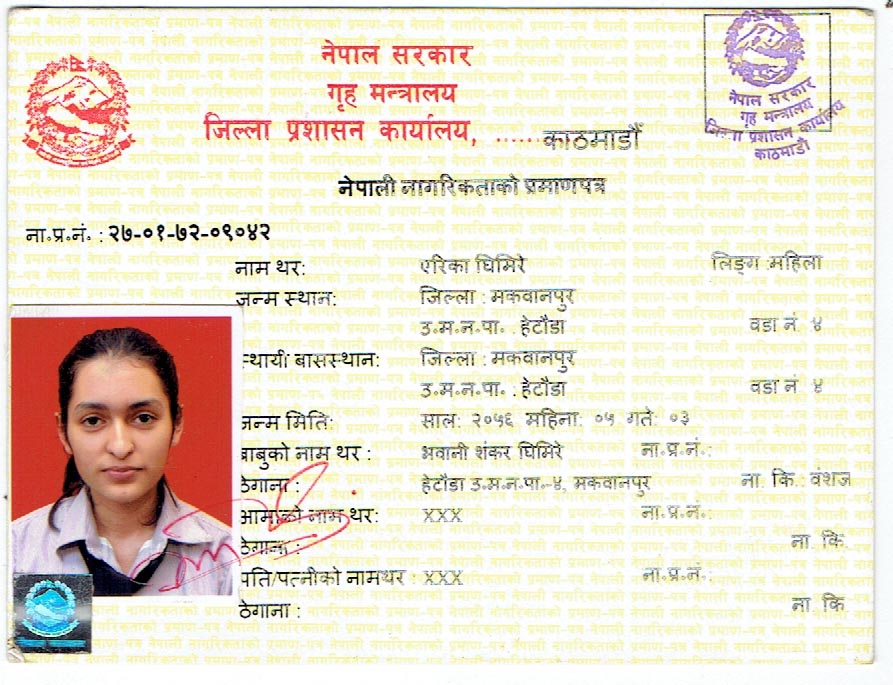 नेपाल सरकार
गृह मन्त्रालय
जिल्ला प्रशासन कार्यालय, ......काठमाडौं
नेपाल सरकार
गृह मन्त्रालय
जिल्ला प्रशासन कार्यालय
काठमाडौं
नेपाली नागरिकताको प्रमाणपत्र
ना.प्र.नं. : २७-०१-७२-०९०४२
नाम थर: एरिका घिमिरे लिङ्ग :महिला
जन्म स्थान: जिल्ला : मकवानपुर
उ.म.न.पा. : हेटौडा वडा नं. ४
स्थायी बासस्थान: जिल्ला : मकवानपुर
उ.म.न.पा. : हेटौडा वडा नं ४
जन्म मिति: साल: २०५६ महिना: ०५ गते: ०३
बाबुको नाम थर : भवानी शंकर घिमिरे ना.प्र.नं.:
ठेगाना : हेटौडा उ.म.न.पा.-४, मकवानपुर ना. कि.: वंशज
आमाको नाम थर: XXX ना.प्र.नं.:
ठेगाना : ना. कि.
पति/पत्नीको नामथर : XXX ना.प्र.नं.:
ठेगाना : ना. कि